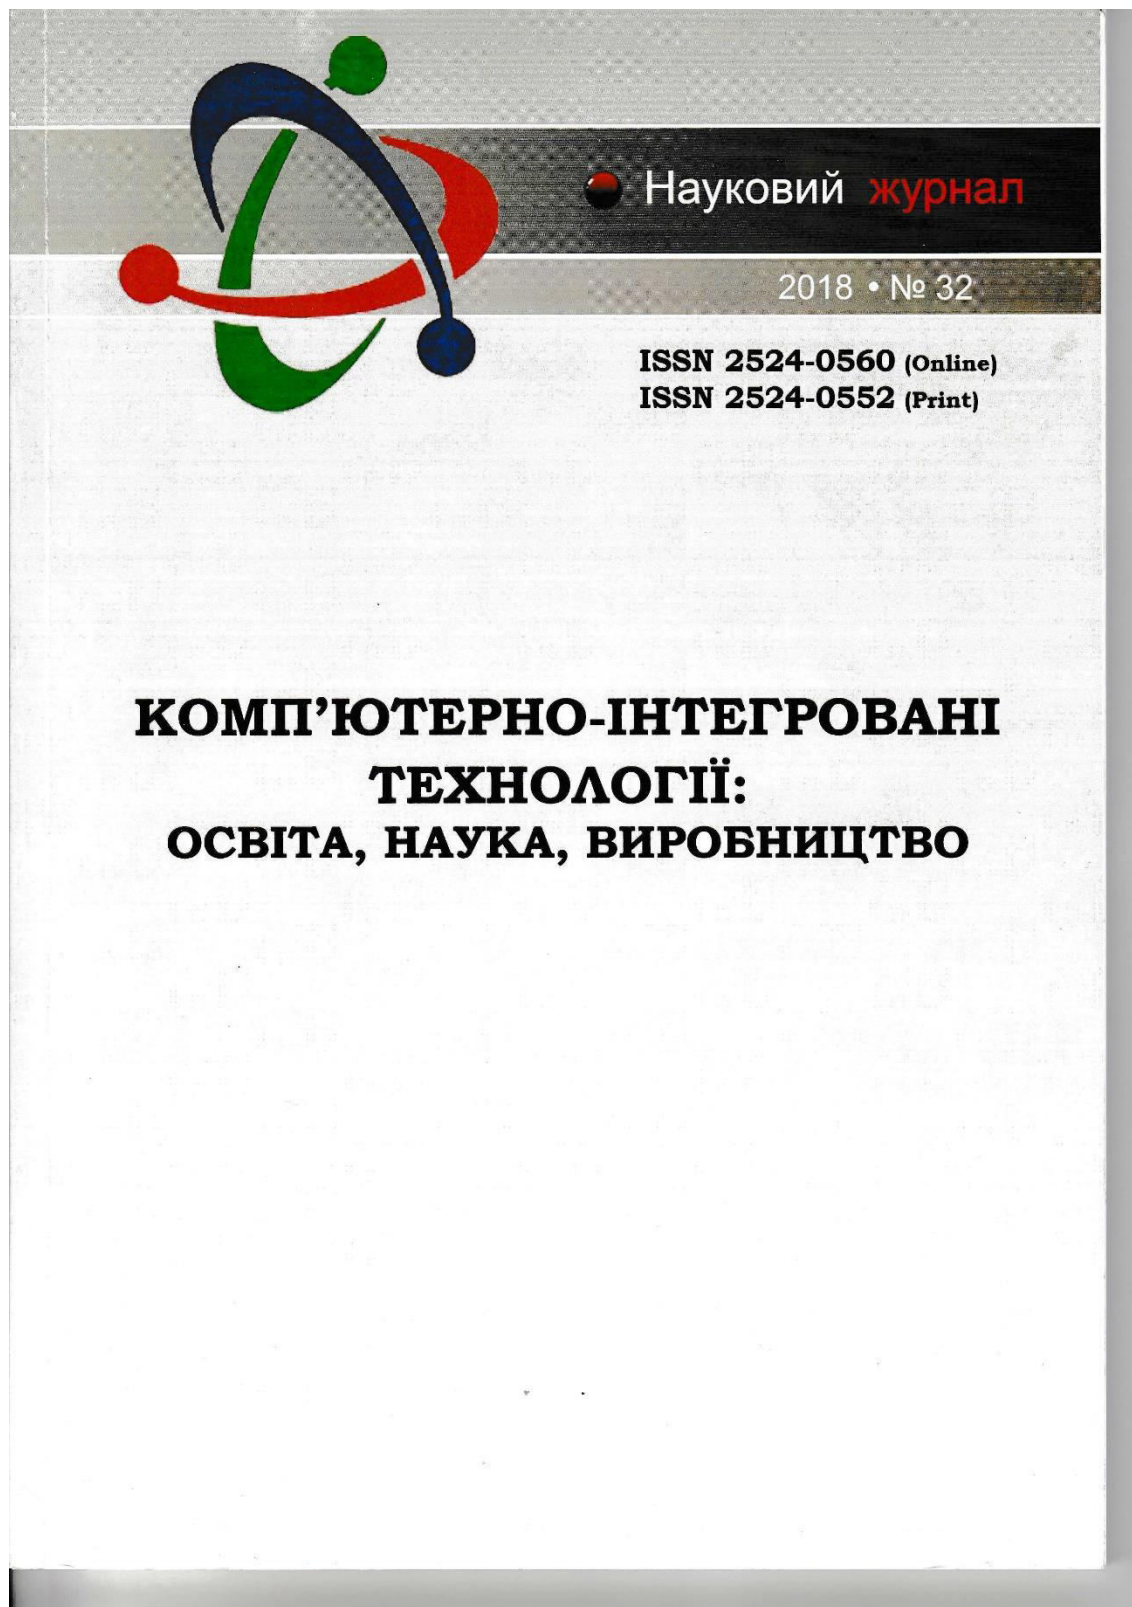 Науковий журнал
2018 • № 32
ISSN 2524-0560 (Online)
ISSN 2524-0552 (Print)
КОМП’ЮТЕРНО-ІНТЕГРОВАНІ
ТЕХНОЛОГІЇ:
ОСВІТА, НАУКА, ВИРОБНИЦТВО